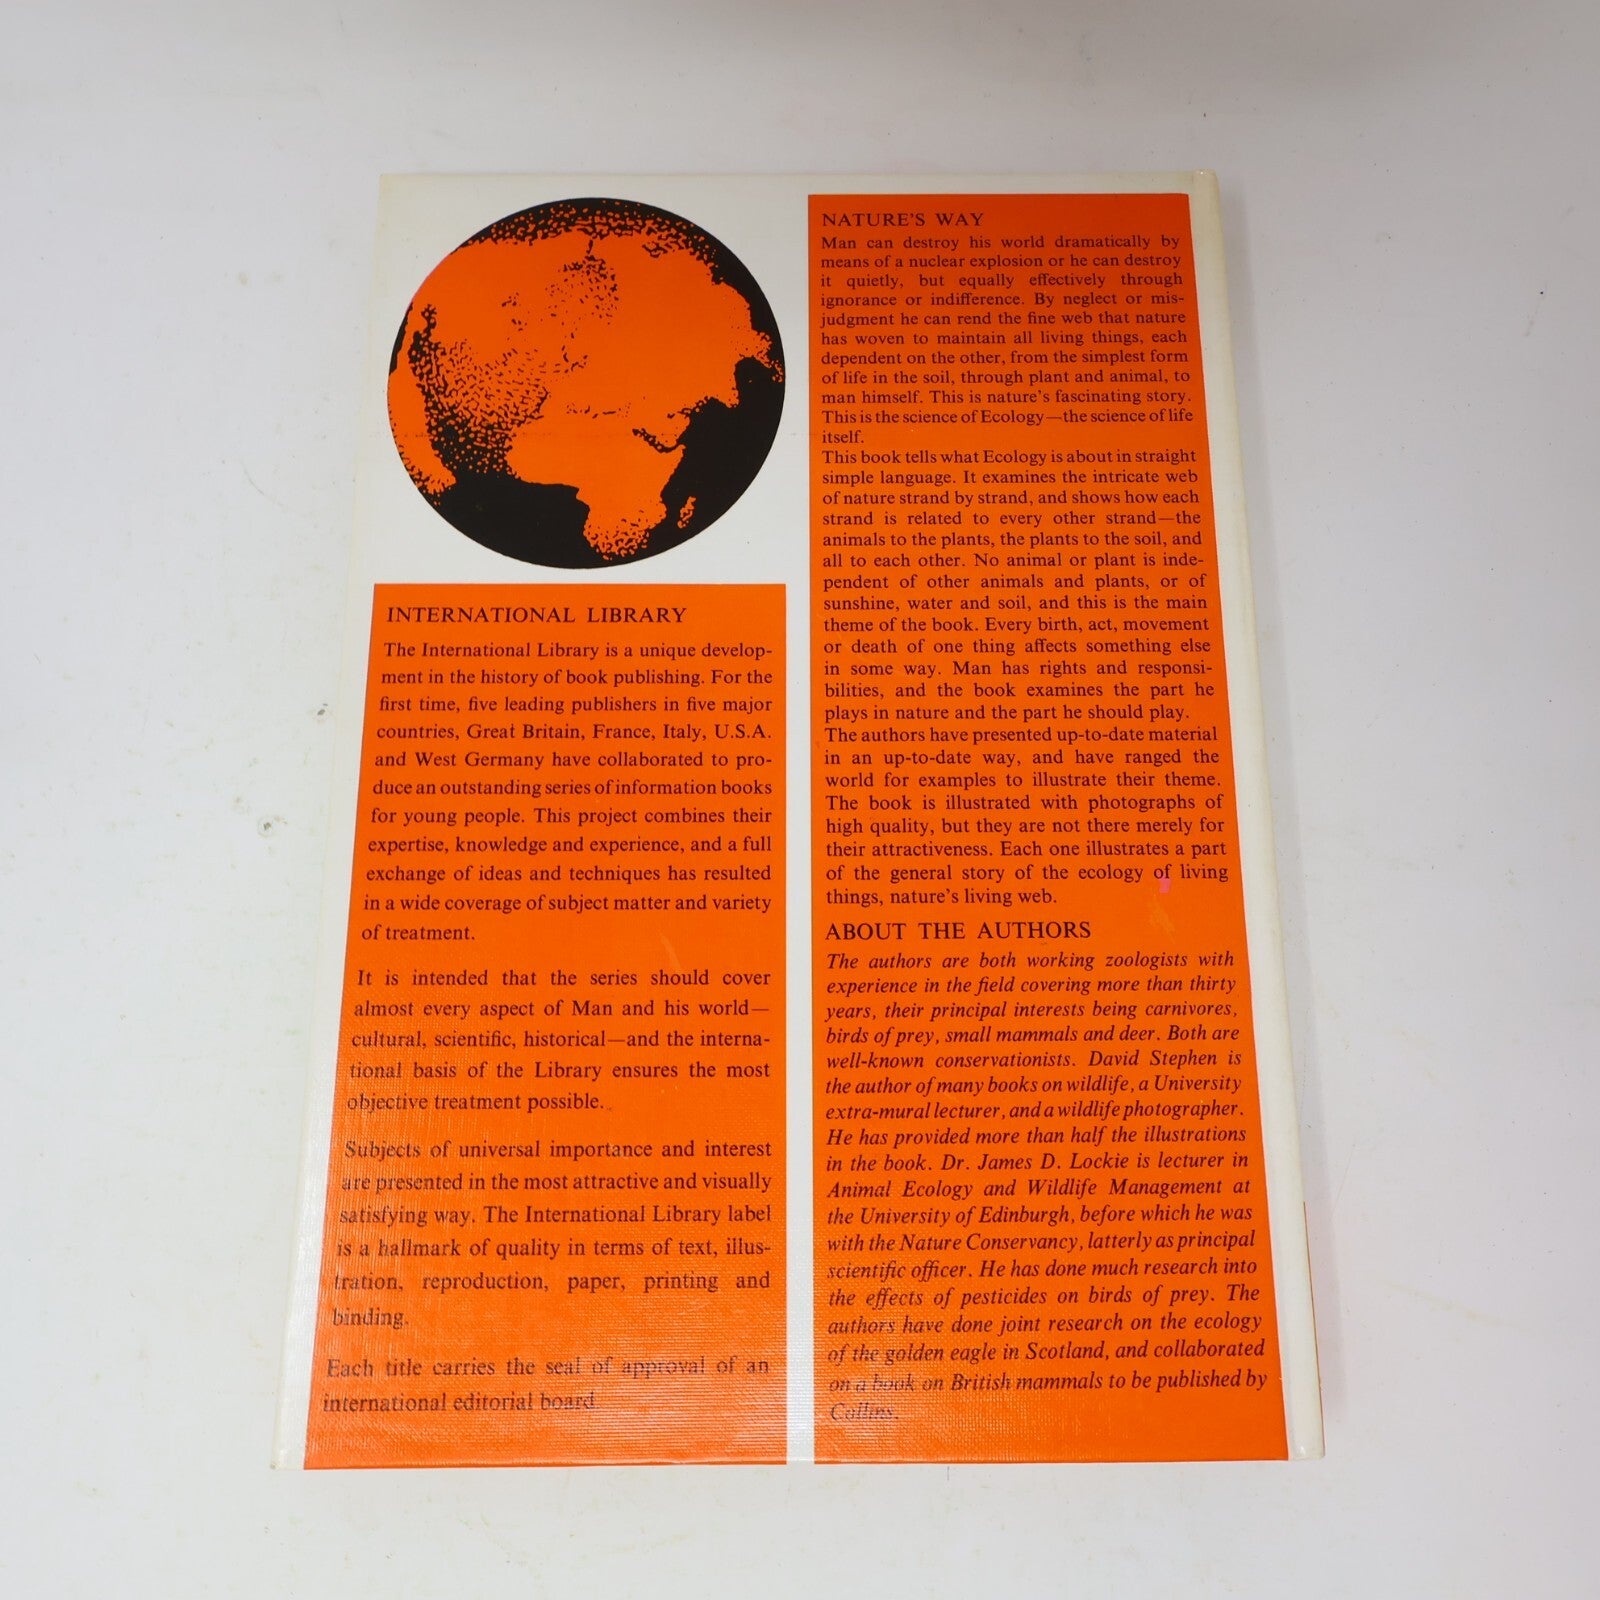 INTERNATIONAL LIBRARY
The International Library is a unique develop-
ment in the history of book publishing. For the
first time, five leading publishers in five major
countries, Great Britain, France, Italy, U.S.A.
and West Germany have collaborated to pro-
duce an outstanding series of information books
for young people. This project combines their
expertise, knowledge and experience, and a full
exchange of ideas and techniques has resulted
in a wide coverage of subject matter and variety
of treatment.
It is intended that the series should cover
almost every aspect of Man and his world—
cultural, scientific, historical—and the interna-
tional basis of the Library ensures the most
objective treatment possible.
Subjects of universal importance and interest
are presented in the most attractive and visually
satisfying way. The International Library label
is a hallmark of quality in terms of text, illus-
tration, reproduction, paper, printing and
binding.
Each title carries the seal of approval of an
international editorial board
NATURE'S WAY
Man can destroy his world dramatically by
means of a nuclear explosion or he can destroy
it quietly, but equally effectively through
ignorance or indifference. By neglect or mis-
judgment he can rend the fine web that nature
has woven to maintain all living things, each
dependent on the other, from the simplest form
of life in the soil, through plant and animal, to
man himself. This is nature's fascinating story.
This is the science of Ecology—the science of life
itself.
This book tells what Ecology is about in straight
simple language. It examines the intricate web
of nature strand by strand, and shows how each
strand is related to every other strand—the
animals to the plants, the plants to the soil, and
all to each other. No animal or plant is inde-
pendent of other animals and plants, or of
sunshine, water and soil, and this is the main
theme of the book. Every birth, act, movement
or death of one thing affects something else
in some way. Man has rights and responsi-
bilities, and the book examines the part he
plays in nature and the part he should play.
The authors have presented up-to-date material
in an up-to-date way, and have ranged the
world for examples to illustrate their theme.
The book is illustrated with photographs of
high quality, but they are not there merely for
their attractiveness. Each one illustrates a part
of the general story of the ecology of living
things, nature's living web.
ABOUT THE AUTHORS
The authors are both working zoologists with
experience in the field covering more than thirty
years, their principal interests being carnivores,
birds of prey, small mammals and deer. Both are
well-known conservationists. David Stephen is
the author of many books on wildlife, a University
extra-mural lecturer, and a wildlife photographer.
He has provided more than half the illustrations
in the book. Dr. James D. Lockie is lecturer in
Animal Ecology and Wildlife Management at
the University of Edinburgh, before which he was
with the Nature Conservancy, latterly as principal
scientific officer. He has done much research into
the effects of pesticides on birds of prey. The
authors have done joint research on the ecology
of the golden eagle in Scotland, and collaborated
on a book on British mammals to be published by
Collins.